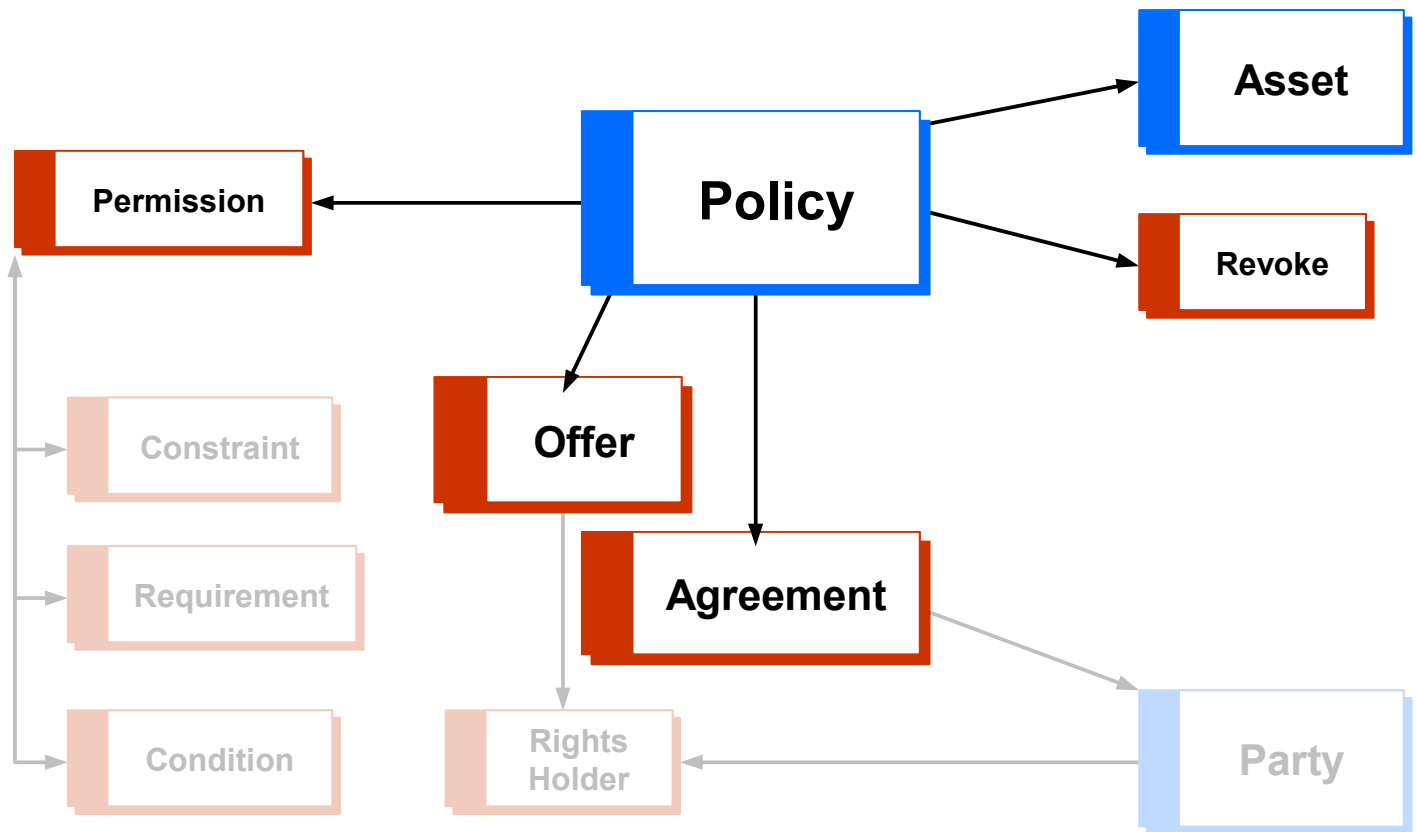 Asset
Policy
Permission
Revoke
Offer
Constraint
Agreement
Requirement
Rights
Holder
Condition
Party